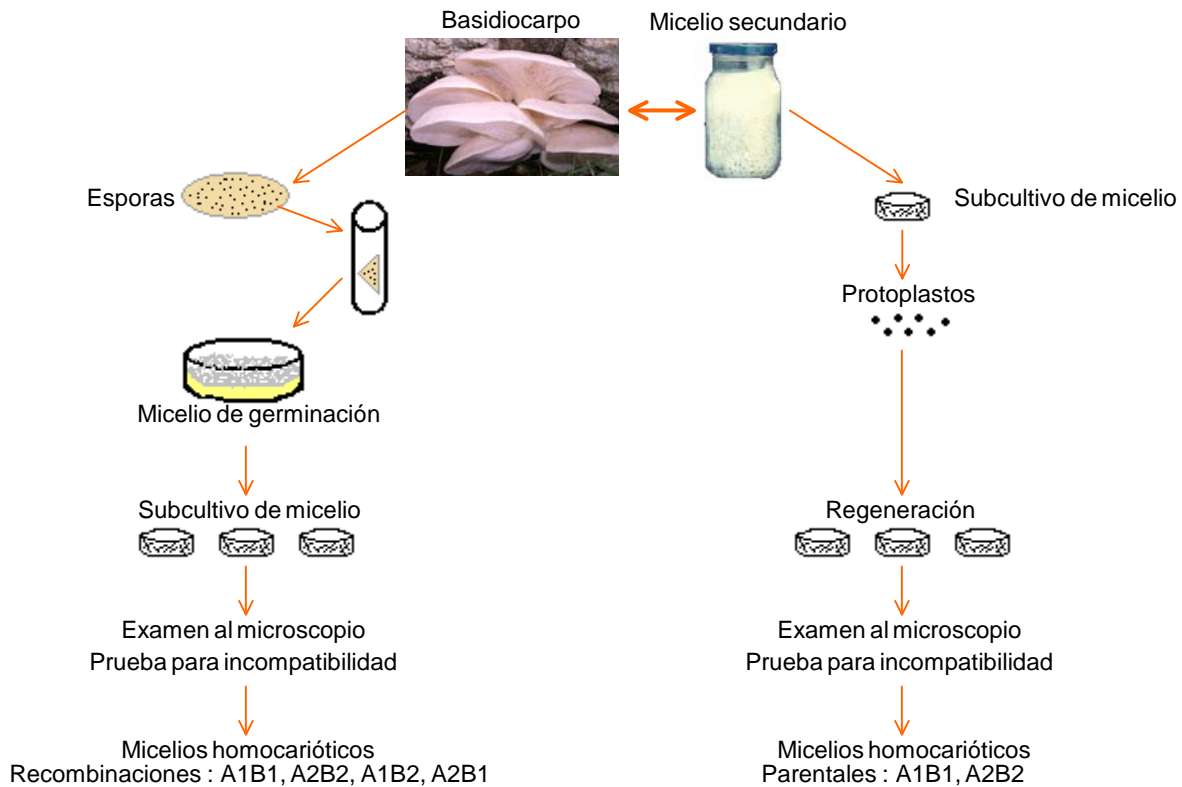 Basidiocarpo
Micelio secundario
Esporas
Subcultivo de micelio
Protoplastos
Micelio de germinación
Subcultivo de micelio
Regeneración
Examen al microscopio
Prueba para incompatibilidad
Examen al microscopio
Prueba para incompatibilidad
Micelios homocarióticos
Recombinaciones : A1B1, A2B2, A1B2, A2B1
Micelios homocarióticos
Parentales : A1B1, A2B2